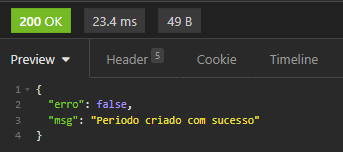 200 OK 23.4 ms 49 B
Preview Header 5 Cookie Timeline
1 {
2 "erro": false,
3 "msg": "Periodo criado com sucesso"
4 }